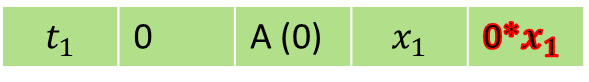 t₁ 0 A (0) x₁ 0*x₁